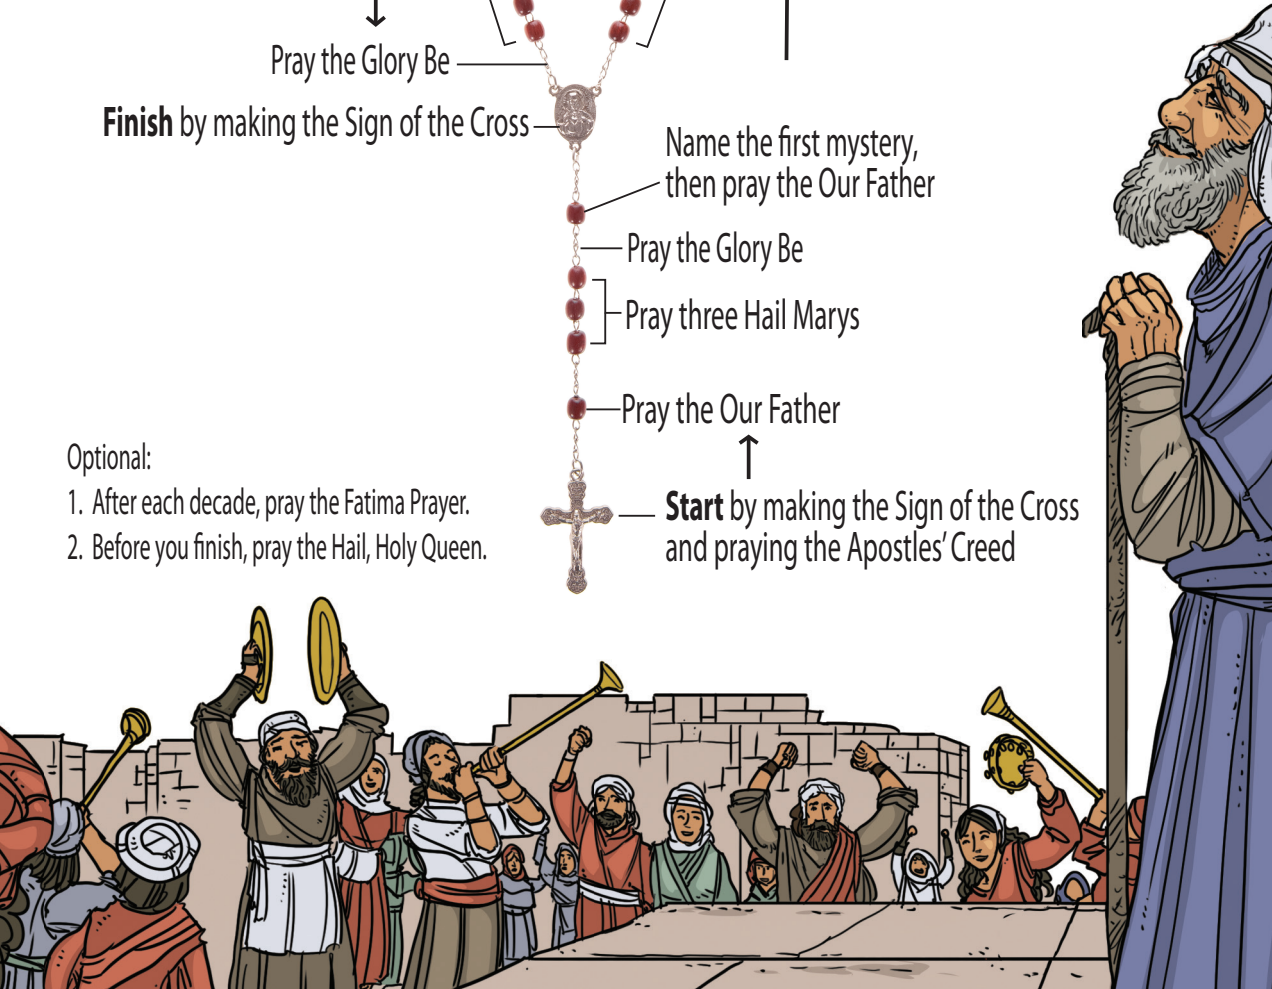 Pray the Glory Be
Finish by making the Sign of the Cross
Name the first mystery,
then pray the Our Father
Pray the Glory Be
Pray three Hail Marys
Pray the Our Father
Start by making the Sign of the Cross
and praying the Apostles’ Creed
Optional:
1. After each decade, pray the Fatima Prayer.
2. Before you finish, pray the Hail, Holy Queen.